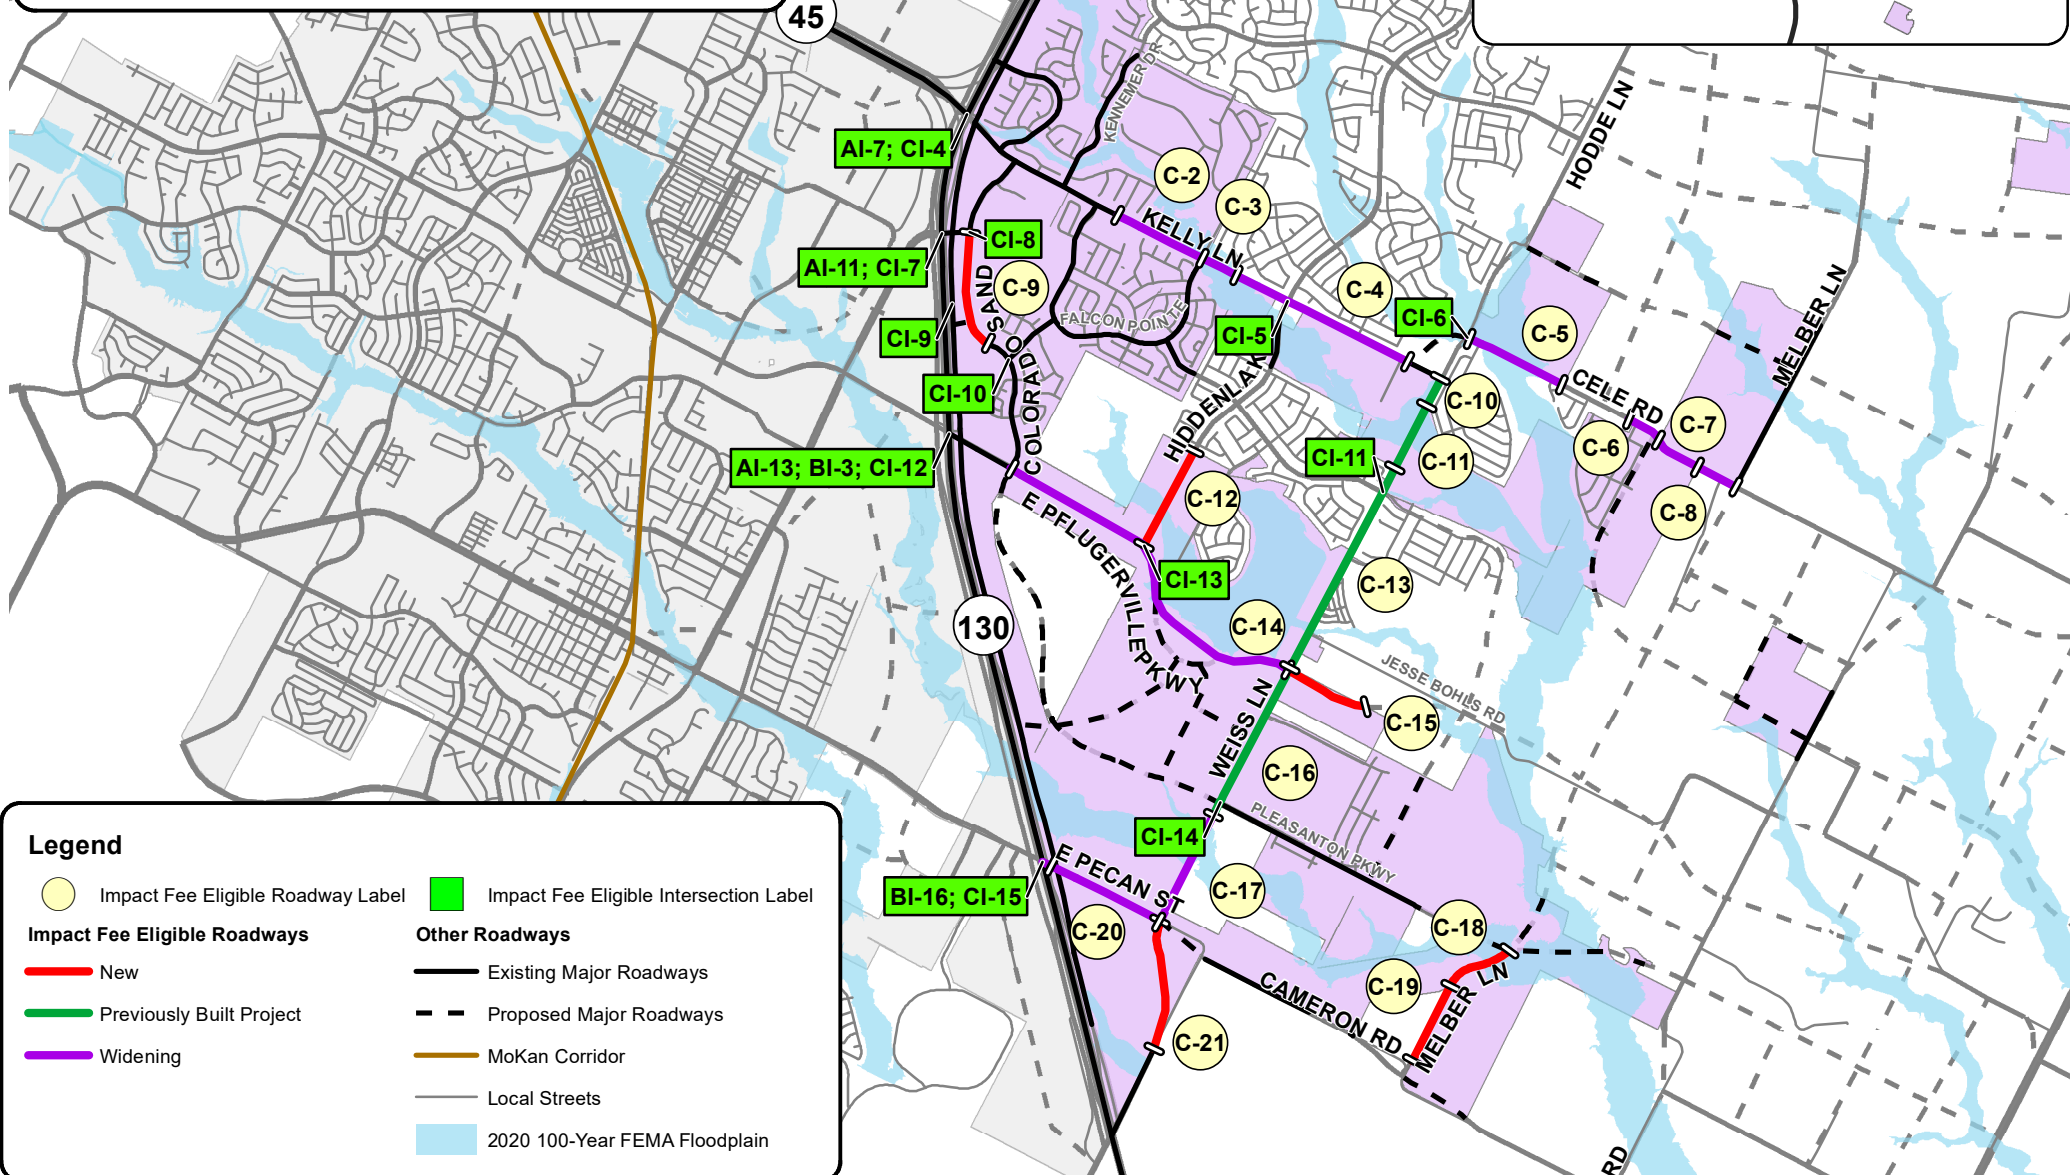 45
KENNEMER DR
HODDE LN
AI-7; CI-4
C-2
C-3
KELLY LN
CI-8
AI-11; CI-7
C-9
C-4
CI-6
C-5
MELBER LN
CI-9
COLORADO SAND
FALCON POINTE
CI-5
CI-10
HIDDENLAKE
CELE RD
C-10
C-7
C-6
AI-13; BI-3; CI-12
CI-11
C-11
C-12
C-8
E PFLUGERVILLE PKWY
CI-13
C-13
130
C-14
JESSE BOHLS RD
C-15
WEISS LN
C-16
CI-14
PLEASANTON PKWY
E PECAN ST
BI-16; CI-15
C-17
C-20
C-18
C-19
CAMERON RD
MELBER LN
C-21
RD
Legend
Impact Fee Eligible Roadway Label
Impact Fee Eligible Intersection Label
Impact Fee Eligible Roadways
Other Roadways
New
Existing Major Roadways
Previously Built Project
Proposed Major Roadways
Widening
MoKan Corridor
Local Streets
2020 100-Year FEMA Floodplain